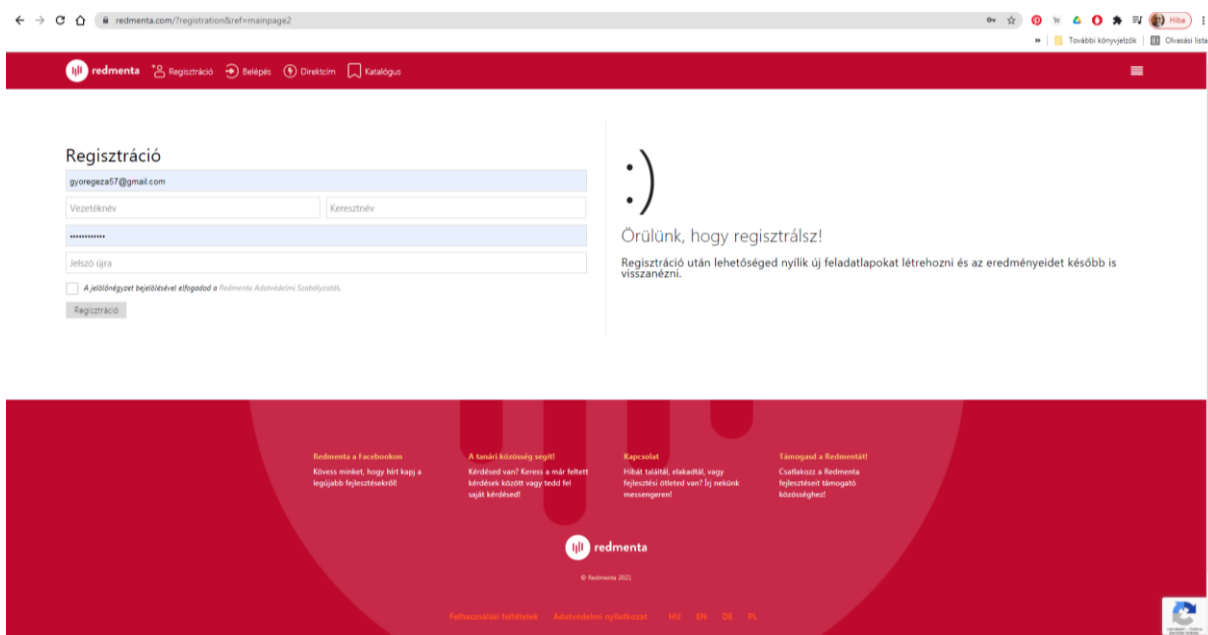 redmenta.com/?registration&ref=mainpage2
Hiba
»
További könyvjelzők
Olvasási lista
redmenta
Regisztráció
Belépés
Direktcím
Katalógus
Regisztráció
gyoregeza57@gmail.com
Vezetéknév
Keresztnév
••••••••••••
Jelszó újra
A jelölőnégyzet bejelölésével elfogadod a Redmenta Adatvédelmi Szabályzatát.
Regisztráció
:)
Örülünk, hogy regisztrálsz!
Regisztráció után lehetőséged nyílik új feladatlapokat létrehozni és az eredményeidet később is
visszanézni.
Redmenta a Facebookon
Kövess minket, hogy hírt kapj a
legújabb fejlesztésekről!
A tanári közösség segít!
Kérdésed van? Keress a már feltett
kérdések között vagy tedd fel
saját kérdésed!
Kapcsolat
Hibát találtál, elakadtál, vagy
fejlesztési ötleted van? Írj nekünk
messengeren!
Támogasd a Redmentát!
Csatlakozz a Redmenta
fejlesztéseit támogató
közösséghez!
redmenta
© Redmenta 2021
Felhasználási feltételek
Adatvédelmi nyilatkozat
HU
EN
DE
PL